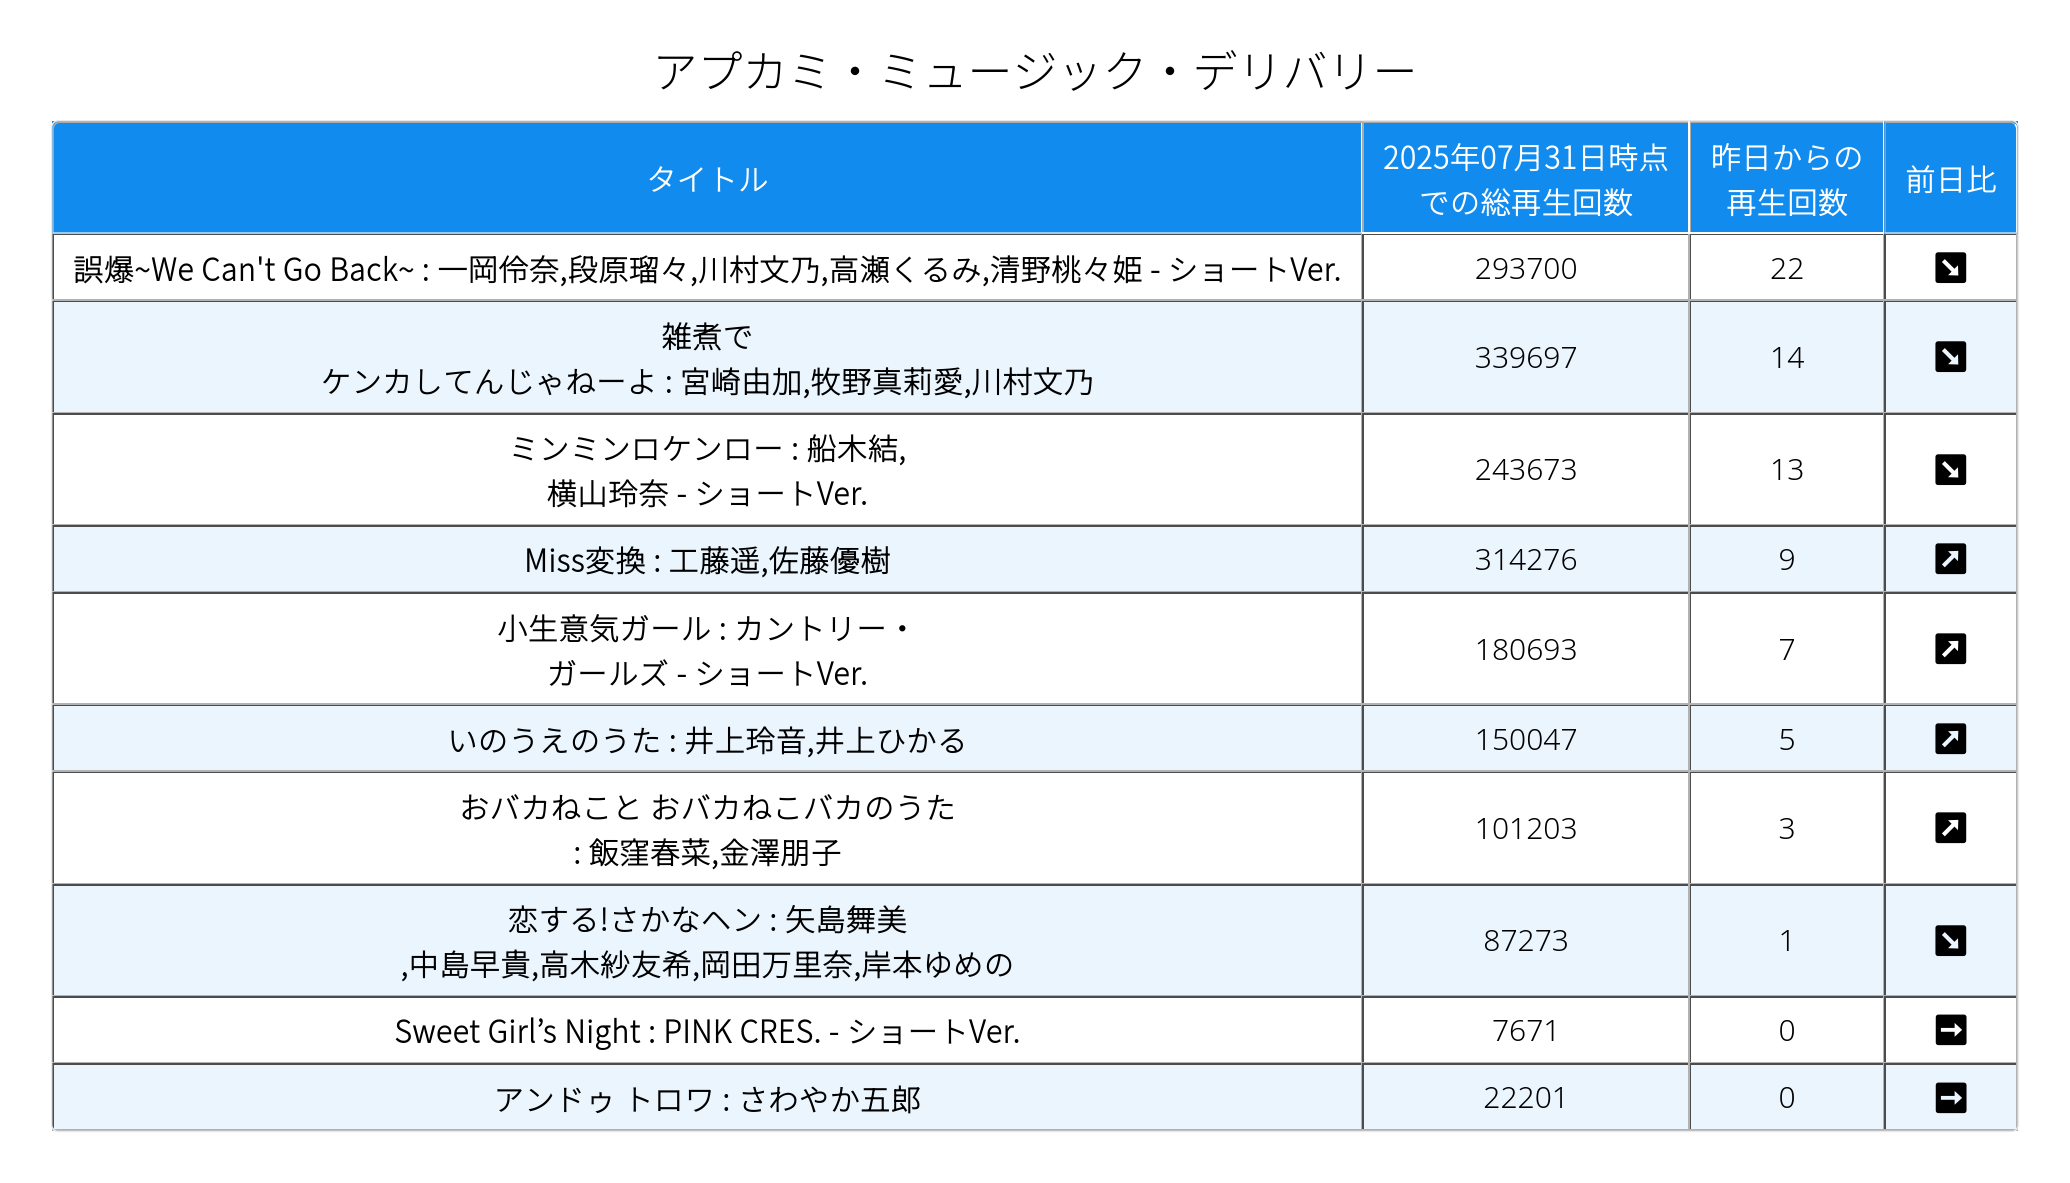 アプカミ・ミュージック・デリバリー
タイトル
2025年07月31日時点
での総再生回数
昨日からの
再生回数
前日比
誤爆~We Can't Go Back~ : 一岡伶奈,段原瑠々,川村文乃,高瀬くるみ,清野桃々姫 - ショートVer.
293700
22
雑煮で
ケンカしてんじゃねーよ : 宮崎由加,牧野真莉愛,川村文乃
339697
14
ミンミンロケンロー : 船木結,
横山玲奈 - ショートVer.
243673
13
Miss変換 : 工藤遥,佐藤優樹
314276
9
小生意気ガール : カントリー・
ガールズ - ショートVer.
180693
7
いのうえのうた : 井上玲音,井上ひかる
150047
5
おバカねこと おバカねこバカのうた
: 飯窪春菜,金澤朋子
101203
3
恋する!さかなヘン : 矢島舞美
,中島早貴,高木紗友希,岡田万里奈,岸本ゆめの
87273
1
Sweet Girl’s Night : PINK CRES. - ショートVer.
7671
0
アンドゥ トロワ : さわやか五郎
22201
0